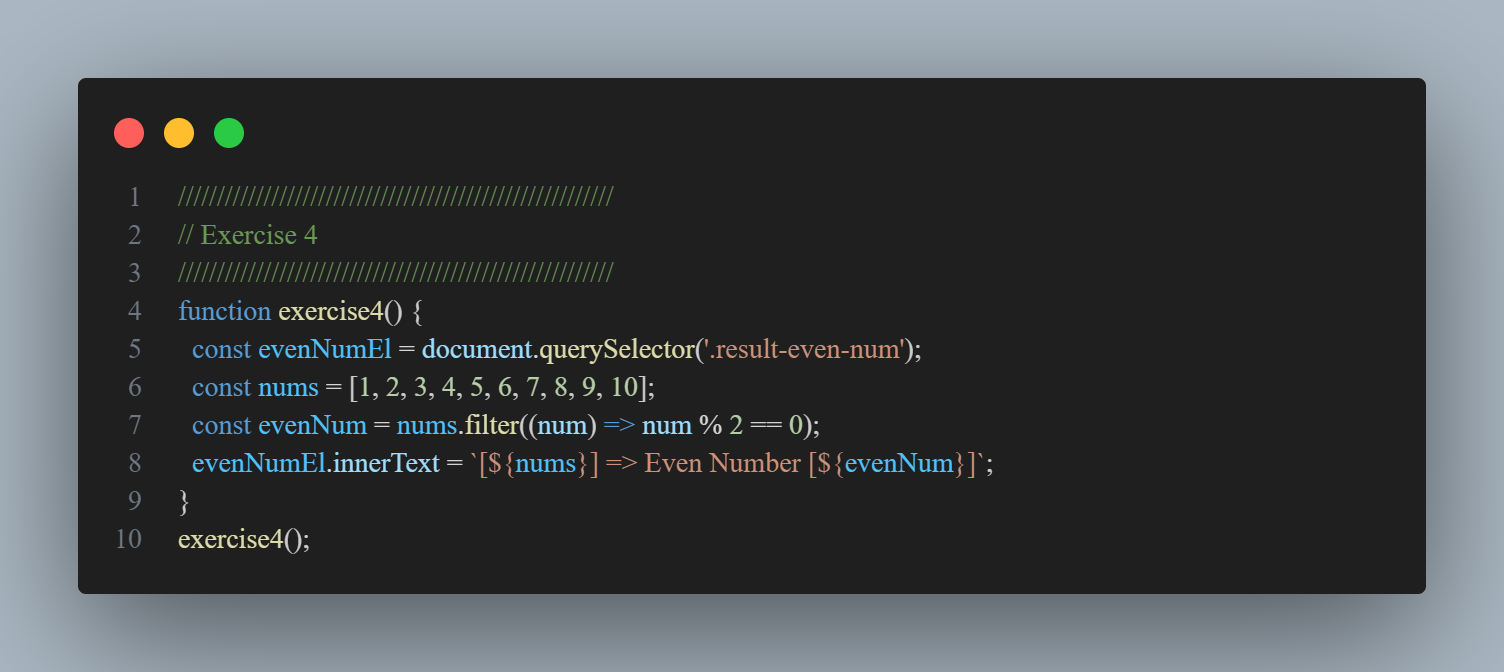 1 ////////////////////////////////////////////////////////
2 // Exercise 4
3 ////////////////////////////////////////////////////////
4 function exercise4() {
5   const evenNumEl = document.querySelector('.result-even-num');
6   const nums = [1, 2, 3, 4, 5, 6, 7, 8, 9, 10];
7   const evenNum = nums.filter((num) => num % 2 == 0);
8   evenNumEl.innerText = `[${nums}] => Even Number [${evenNum}]`;
9 }
10 exercise4();